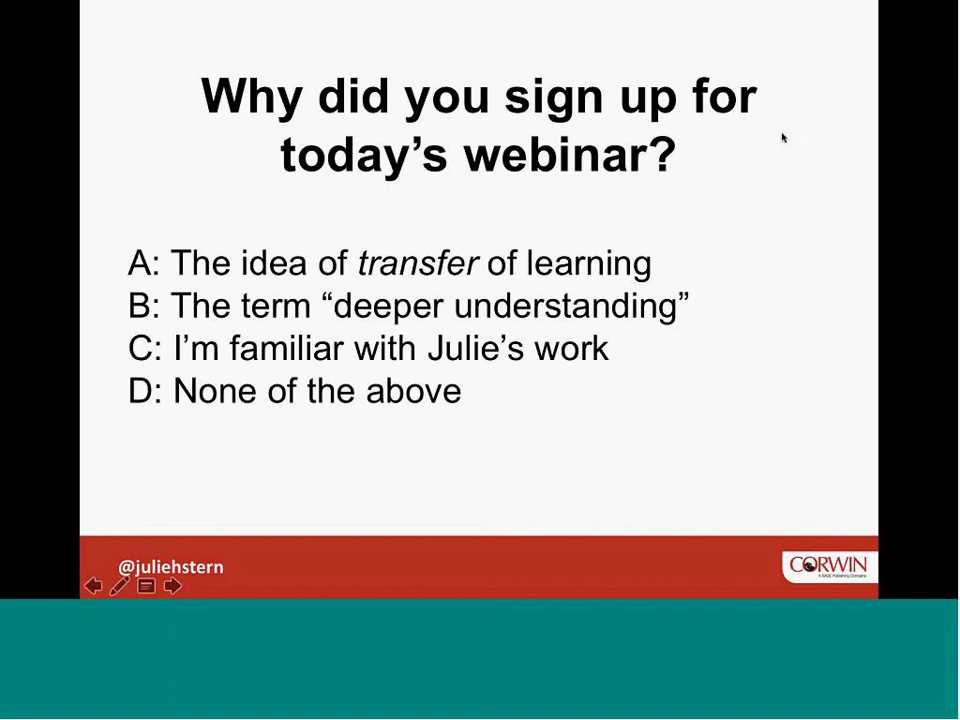 Why did you sign up for
today’s webinar?
A: The idea of transfer of learning
B: The term “deeper understanding”
C: I’m familiar with Julie’s work
D: None of the above
@juliehstern
CORWIN
A SAGE Publishing Company